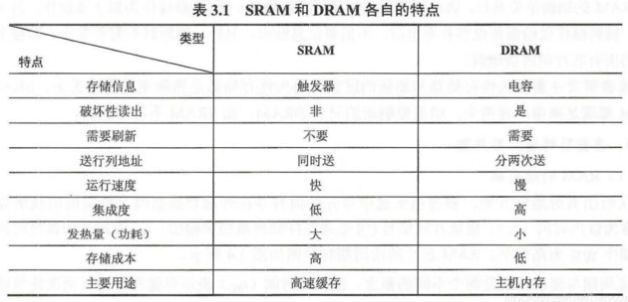 表 3.1 SRAM 和 DRAM 各自的特点
类型
特点
SRAM
DRAM
存储信息 触发器 电容
破坏性读出 非 是
需要刷新 不要 需要
送行列地址 同时送 分两次送
运行速度 快 慢
集成度 低 高
发热量（功耗） 大 小
存储成本 高 低
主要用途 高速缓存 主机内存